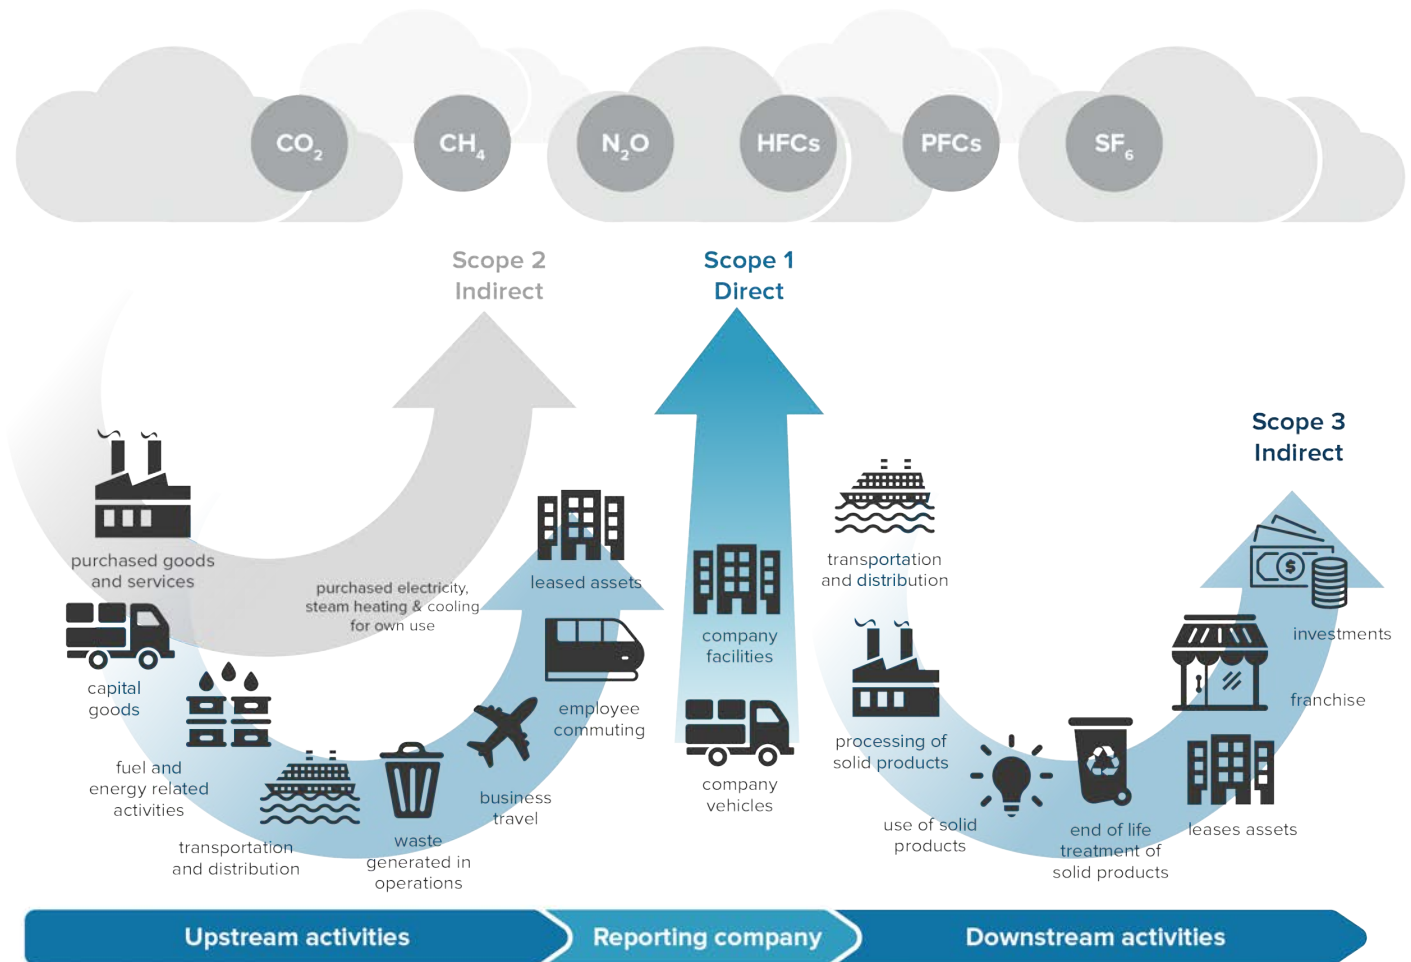 CO2
CH4
N2O
HFCs
PFCs
SF6
Scope 2
Indirect
Scope 1
Direct
Scope 3
Indirect
purchased goods
and services
capital
goods
fuel and
energy related
activities
transportation
and distribution
waste
generated in
operations
business
travel
employee
commuting
leased assets
purchased electricity,
steam heating & cooling
for own use
company
facilities
company
vehicles
transportation
and distribution
processing of
solid products
use of solid
products
end of life
treatment of
solid products
leases assets
franchise
investments
$
Upstream activities
Reporting company
Downstream activities